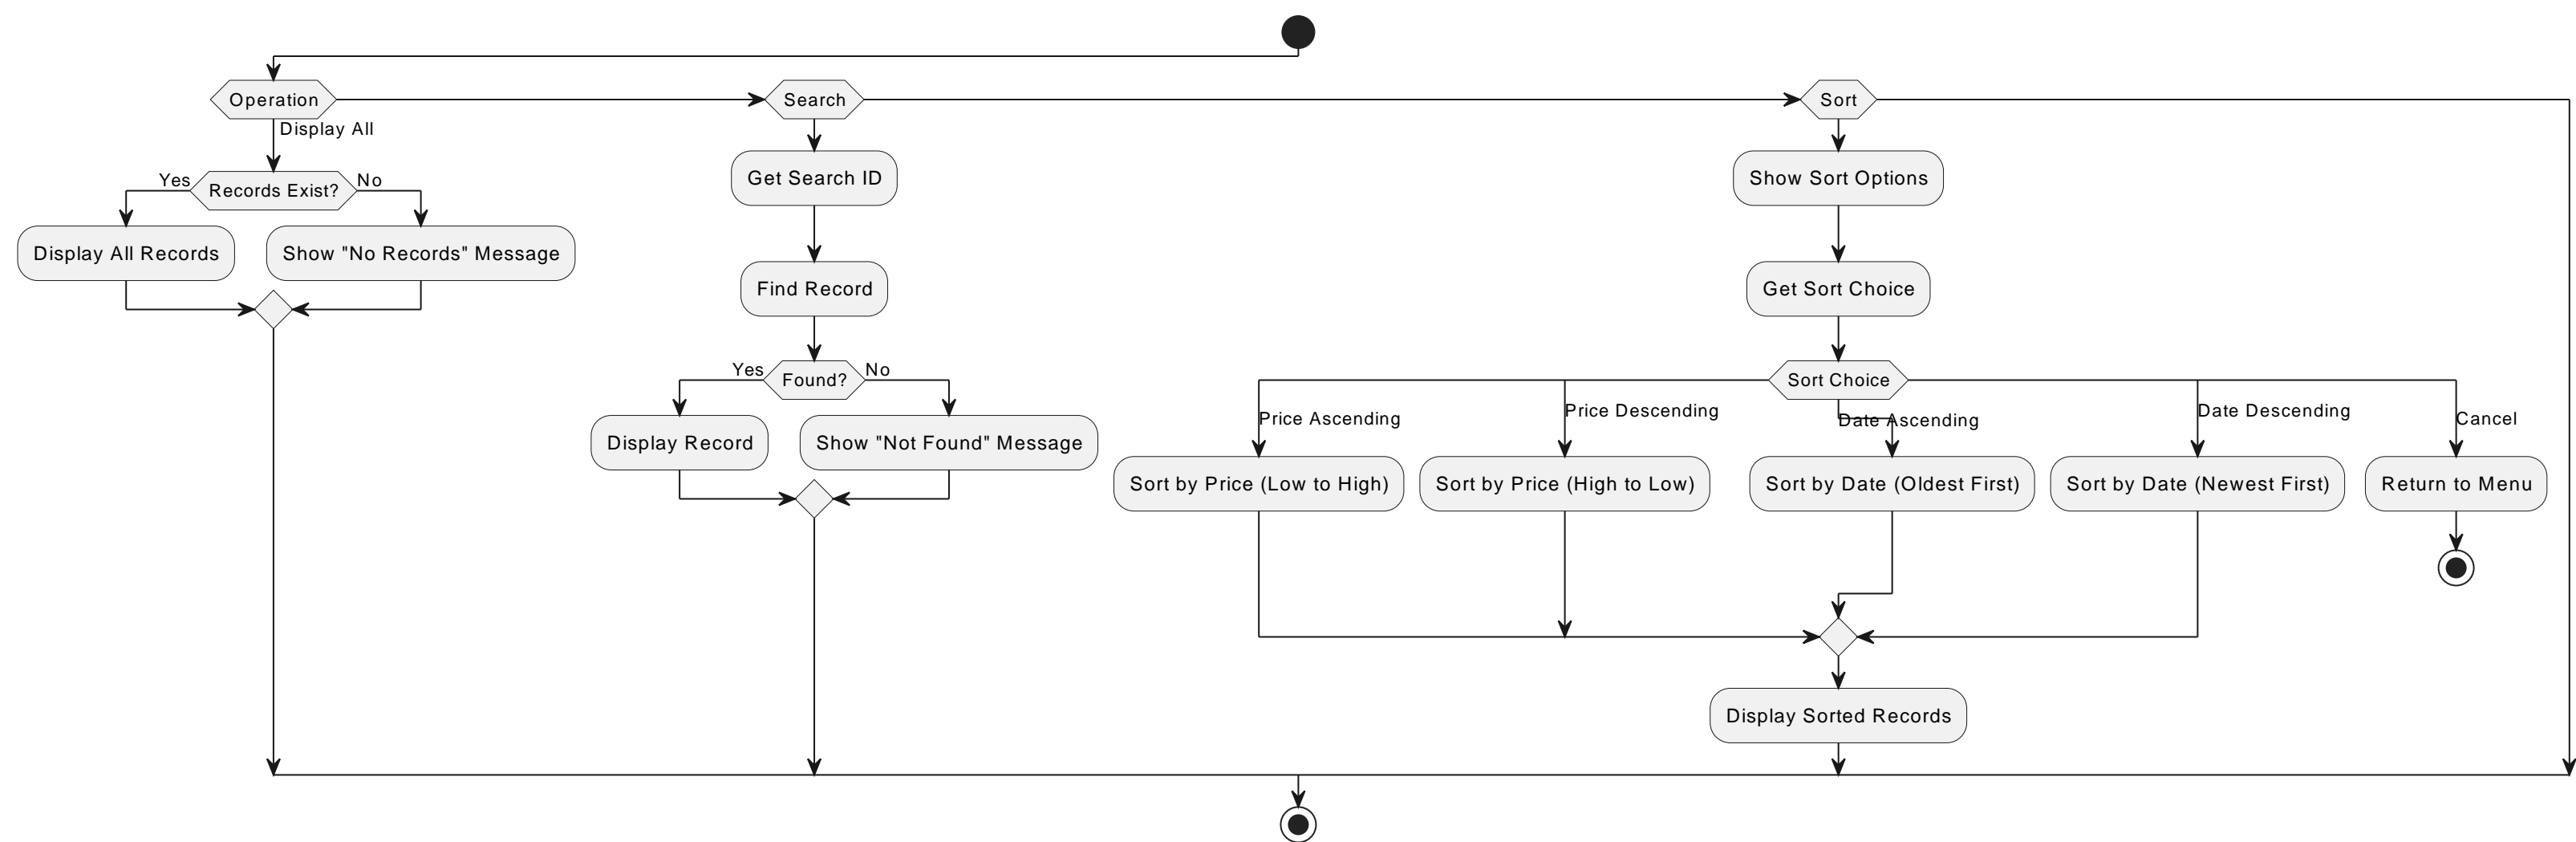 Operation
Search
Sort
Display All
Records Exist?
Yes
No
Display All Records
Show "No Records" Message
Get Search ID
Find Record
Found?
Yes
No
Display Record
Show "Not Found" Message
Show Sort Options
Get Sort Choice
Sort Choice
Price Ascending
Price Descending
Date Ascending
Date Descending
Cancel
Sort by Price (Low to High)
Sort by Price (High to Low)
Sort by Date (Oldest First)
Sort by Date (Newest First)
Return to Menu
Display Sorted Records